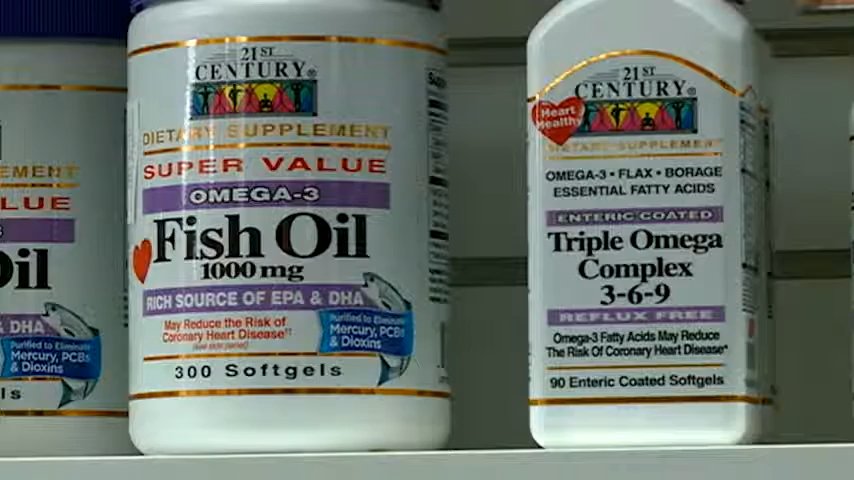 EMENT
LUE
Oil
& DHA
Purified to Eliminate
Mercury, PCBs
& Dioxins
ls
21ST
CENTURY®
DIETARY SUPPLEMENT
SUPER VALUE
OMEGA-3
Fish Oil
1000 mg
RICH SOURCE OF EPA & DHA
May Reduce the Risk of
Coronary Heart Disease††
Purified to Eliminate
Mercury, PCBs
& Dioxins
300 Softgels
21ST
CENTURY®
Heart
Healthy
DIETARY SUPPLEMENT
OMEGA-3 • FLAX • BORAGE
ESSENTIAL FATTY ACIDS
ENTERIC COATED
Triple Omega
Complex
3-6-9
REFLUX FREE
Omega-3 Fatty Acids May Reduce
The Risk Of Coronary Heart Disease*
90 Enteric Coated Softgels